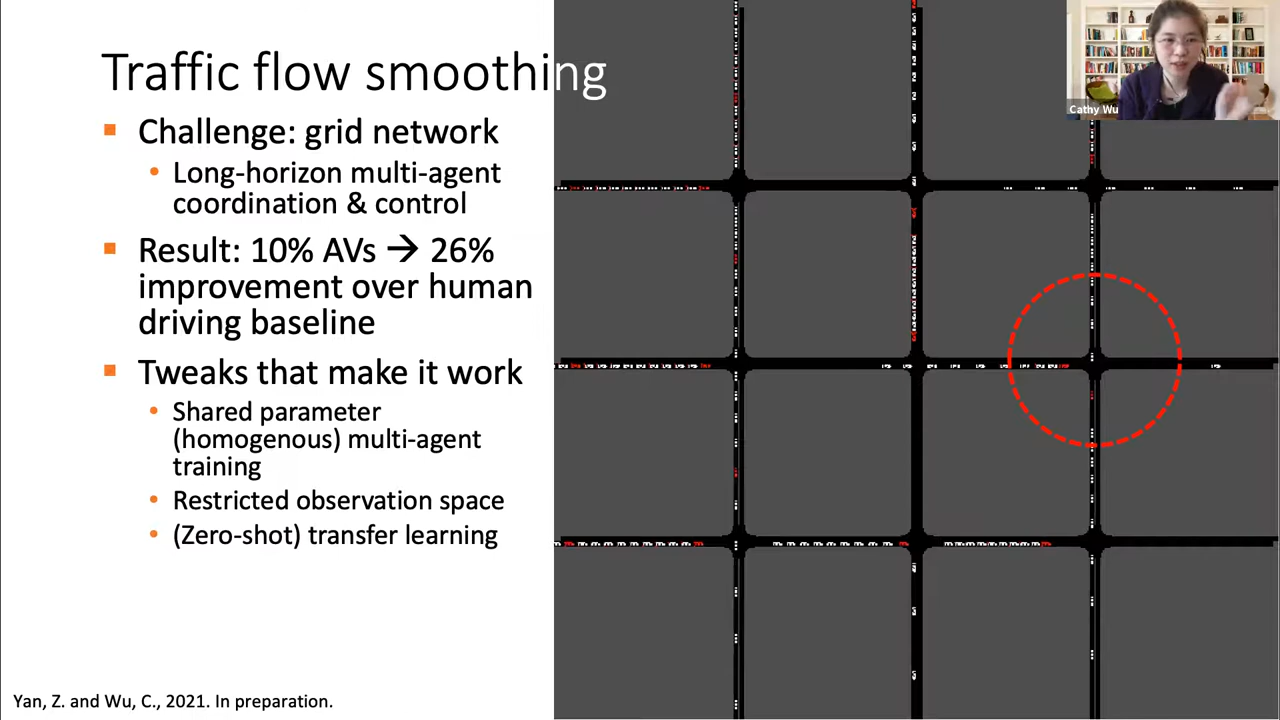 Traffic flow smoothing
Challenge: grid network
Long-horizon multi-agent
coordination & control
Result: 10% AVs → 26%
improvement over human
driving baseline
Tweaks that make it work
Shared parameter
(homogenous) multi-agent
training
Restricted observation space
(Zero-shot) transfer learning
Yan, Z. and Wu, C., 2021. In preparation.
Cathy Wu